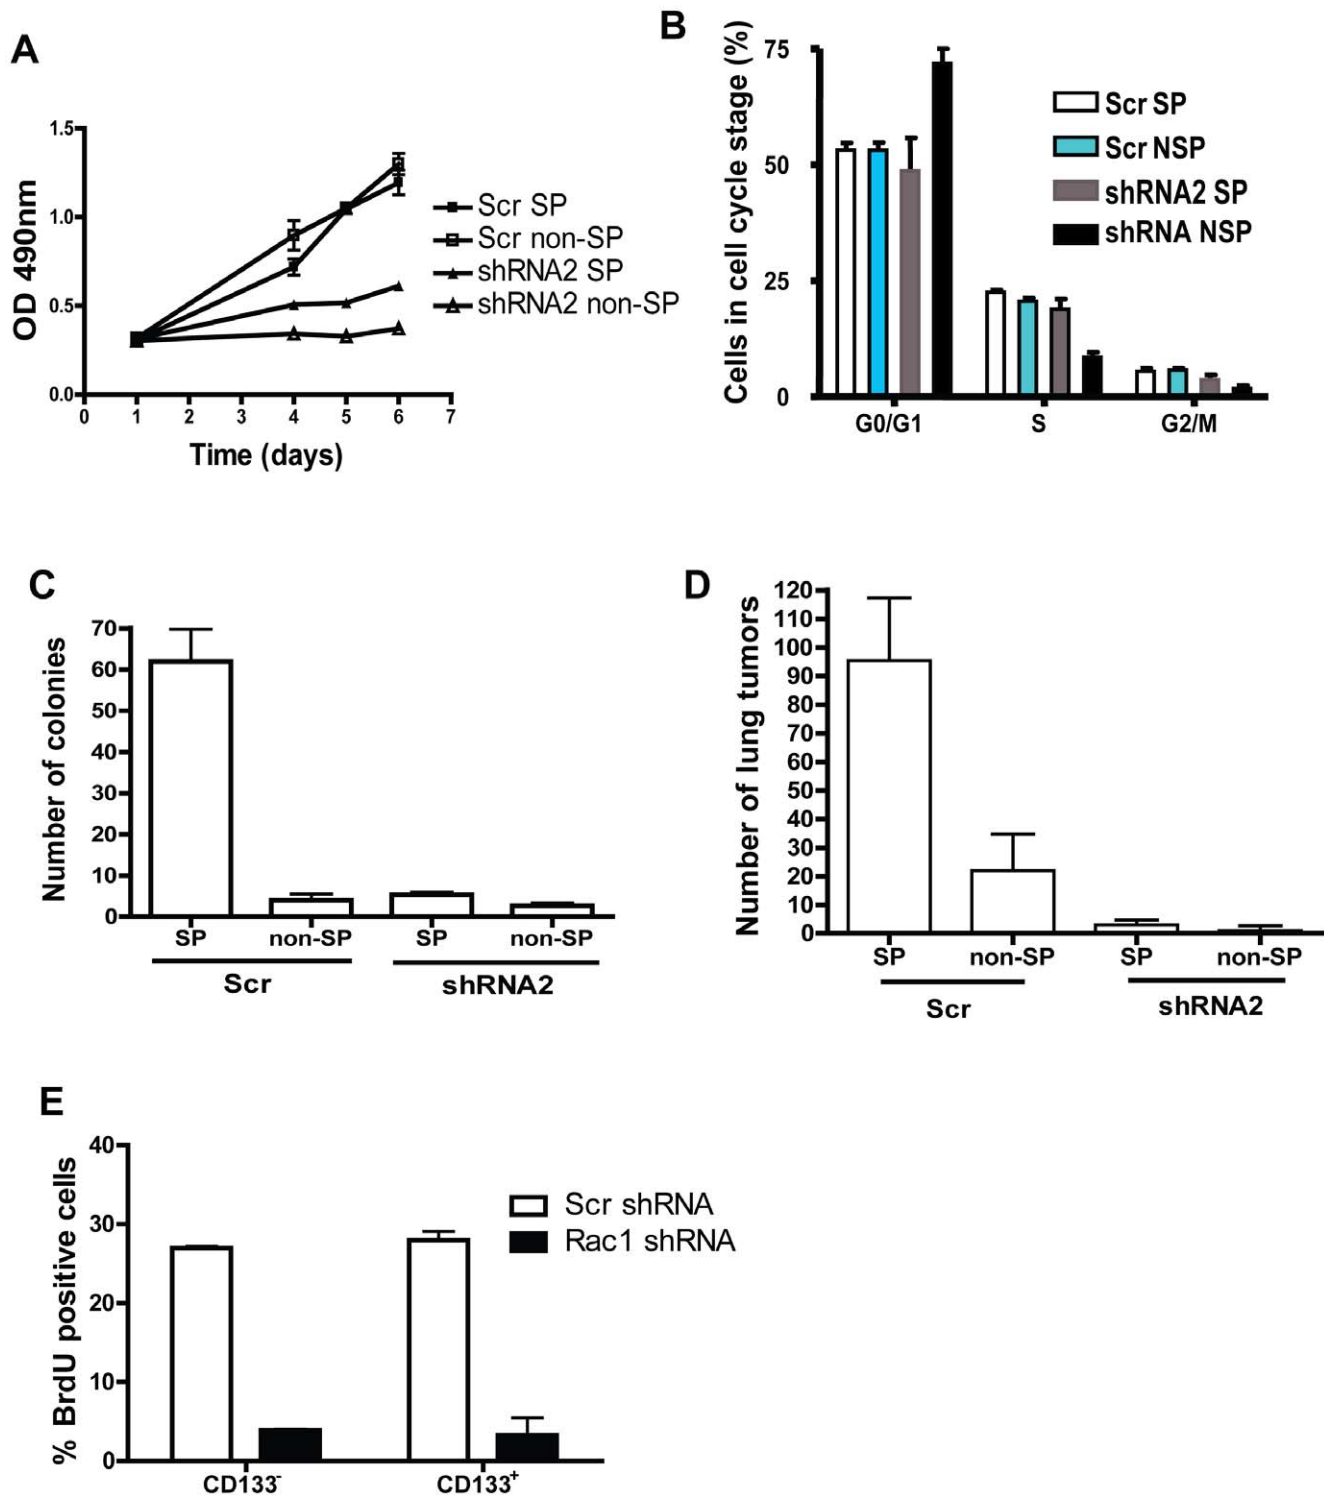 A
OD 490nm
1.5
1.0
0.5
0.0
0 1 2 3 4 5 6 7
Time (days)
Scr SP
Scr non-SP
shRNA2 SP
shRNA2 non-SP
B
Cells in cell cycle stage (%)
75
50
25
0
G0/G1 S G2/M
Scr SP
Scr NSP
shRNA2 SP
shRNA NSP
C
Number of colonies
70
60
50
40
30
20
10
0
SP non-SP SP non-SP
Scr shRNA2
D
Number of lung tumors
120
110
100
90
80
70
60
50
40
30
20
10
0
SP non-SP SP non-SP
Scr shRNA2
E
% BrdU positive cells
40
30
20
10
0
CD133⁻ CD133⁺
Scr shRNA
Rac1 shRNA